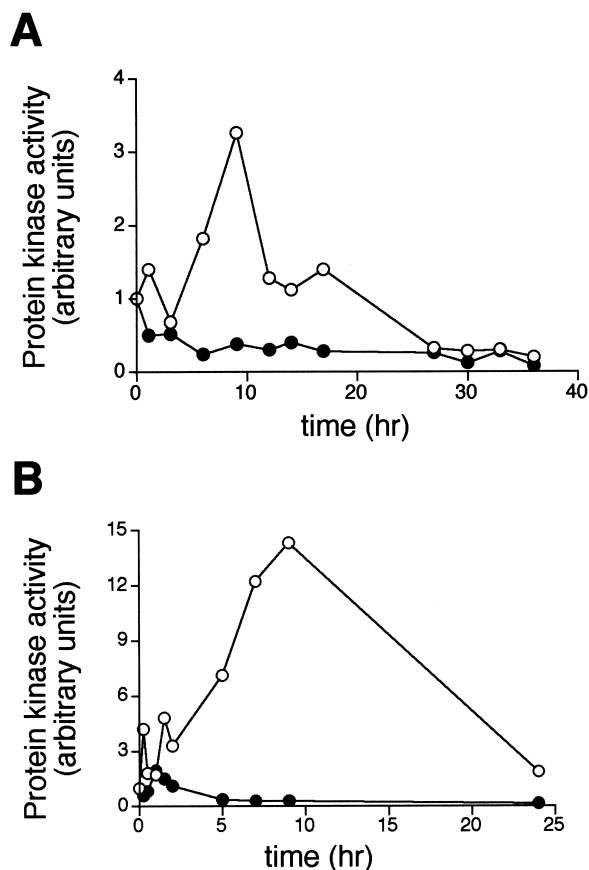 A
Protein kinase activity
(arbitrary units)
4
3
2
1
0
0 10 20 30 40
time (hr)
B
Protein kinase activity
(arbitrary units)
15
12
9
6
3
0
0 5 10 15 20 25
time (hr)